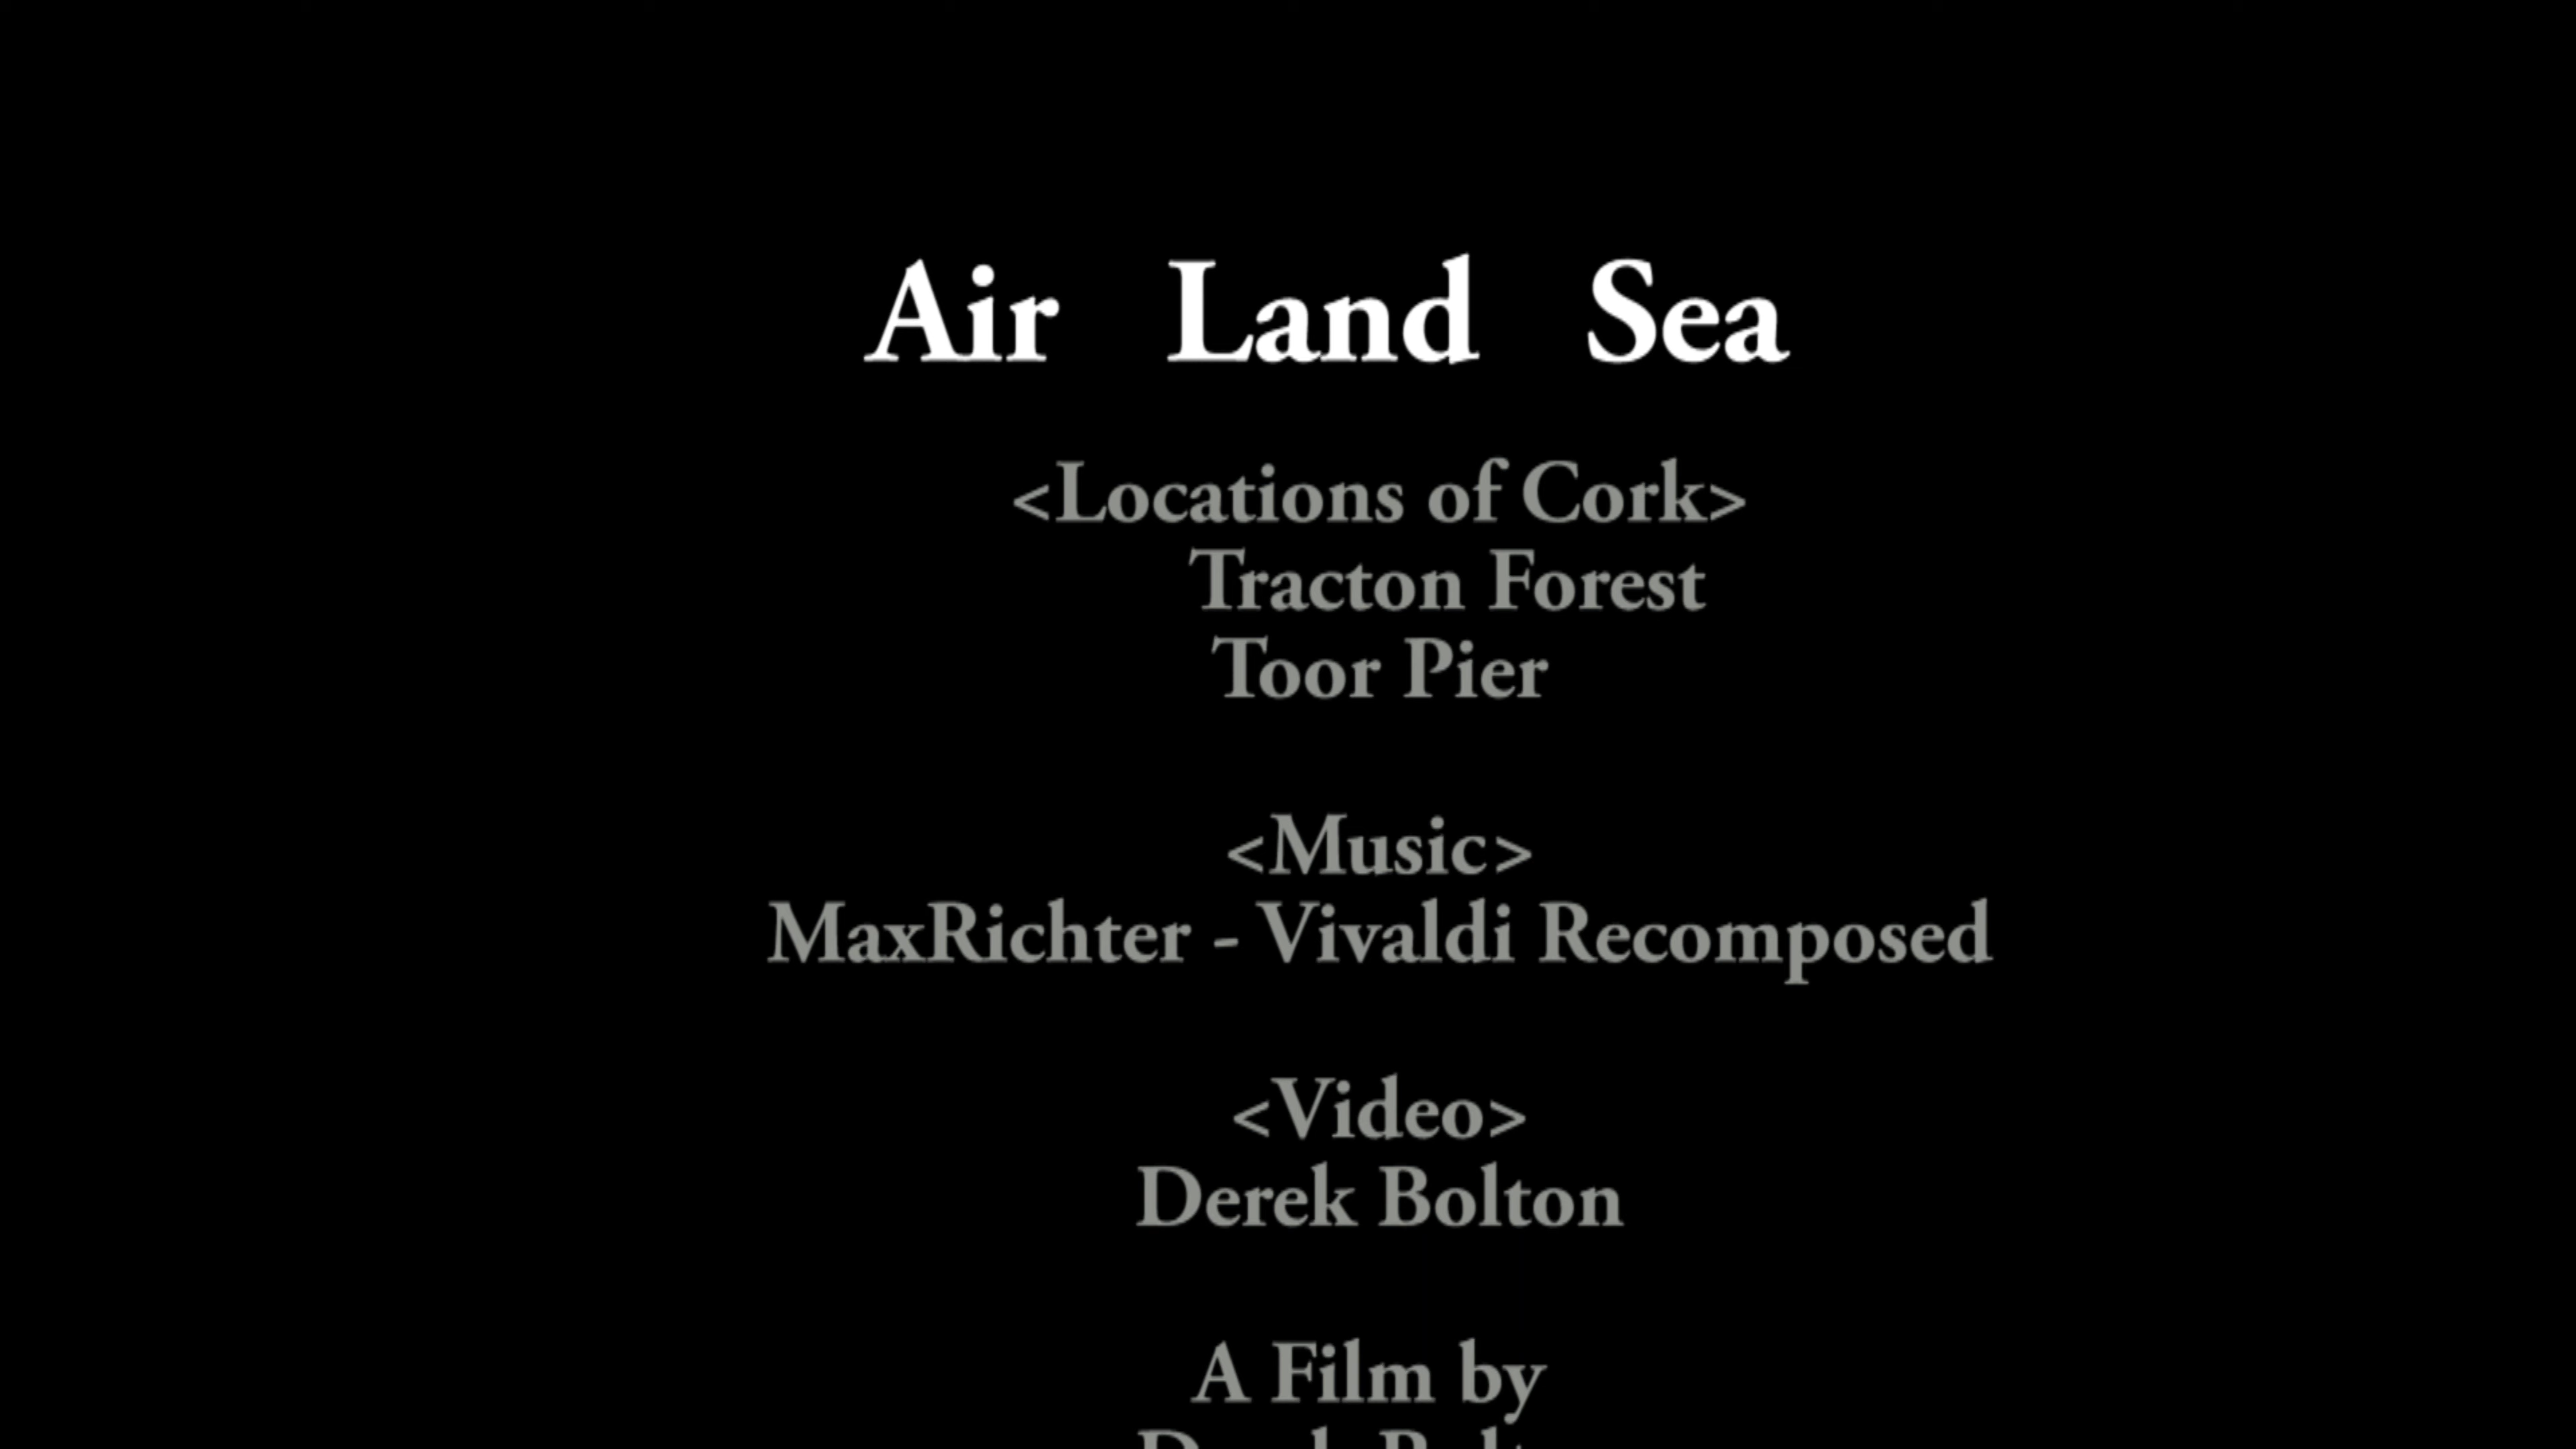 Air Land Sea
<Locations of Cork>
Tracton Forest
Toor Pier
<Music>
MaxRichter - Vivaldi Recomposed
<Video>
Derek Bolton
A Film by